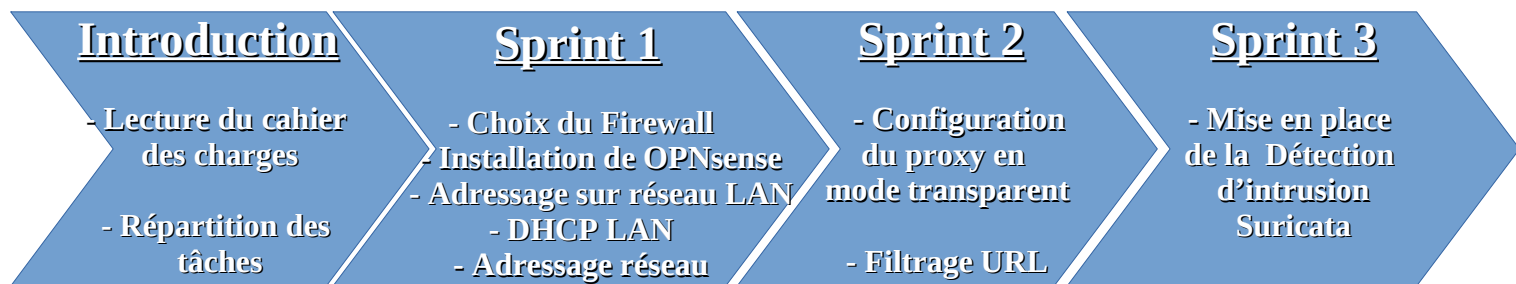 Introduction
- Lecture du cahier
des charges
- Répartition des
tâches
Sprint 1
- Choix du Firewall
- Installation de OPNsense
- Adressage sur réseau LAN
- DHCP LAN
- Adressage réseau
Sprint 2
- Configuration
du proxy en
mode transparent
- Filtrage URL
Sprint 3
- Mise en place
de la  Détection
d’intrusion
Suricata